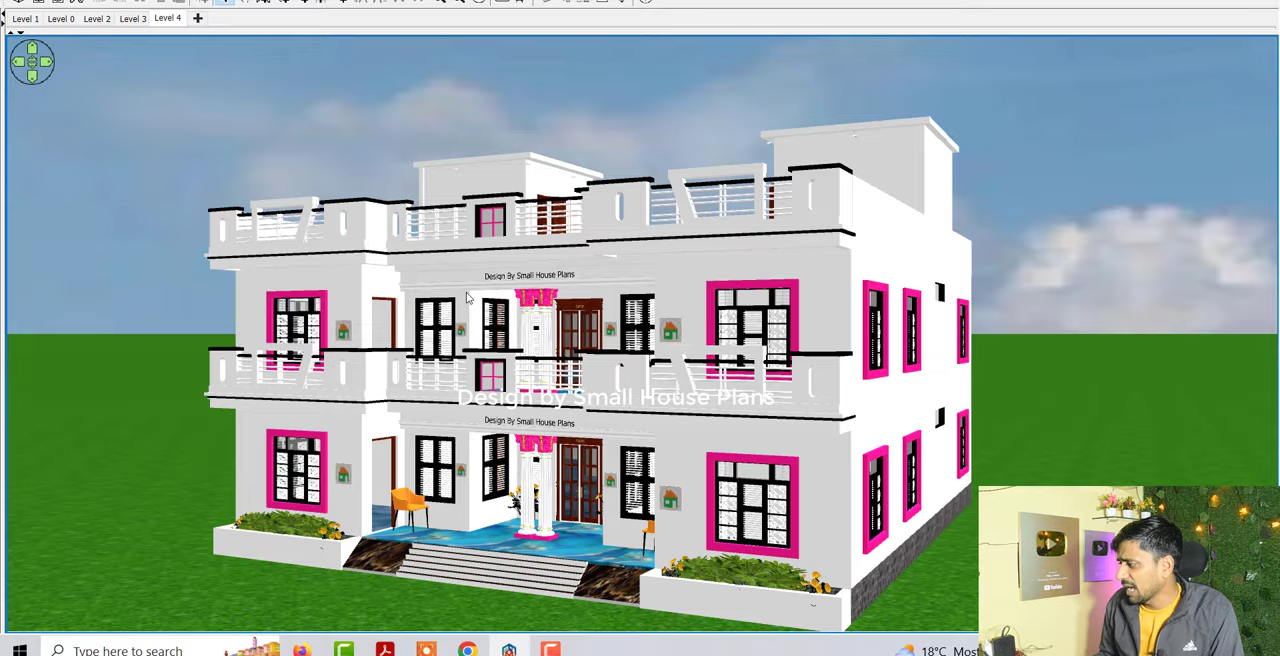 Level 1 Level 0 Level 2 Level 3 Level 4
Design By Small House Plans
Design by Small House Plans
Design By Small House Plans
Type here to search
18°C Most